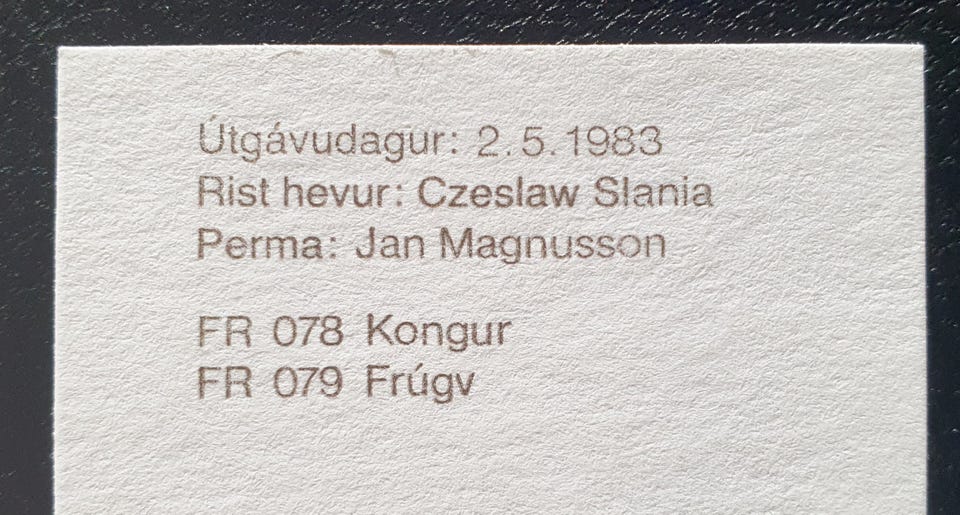 Útgávudagur: 2.5.1983
Rist hevur: Czeslaw Slania
Perma: Jan Magnusson
FR 078 Kongur
FR 079 Frúgv